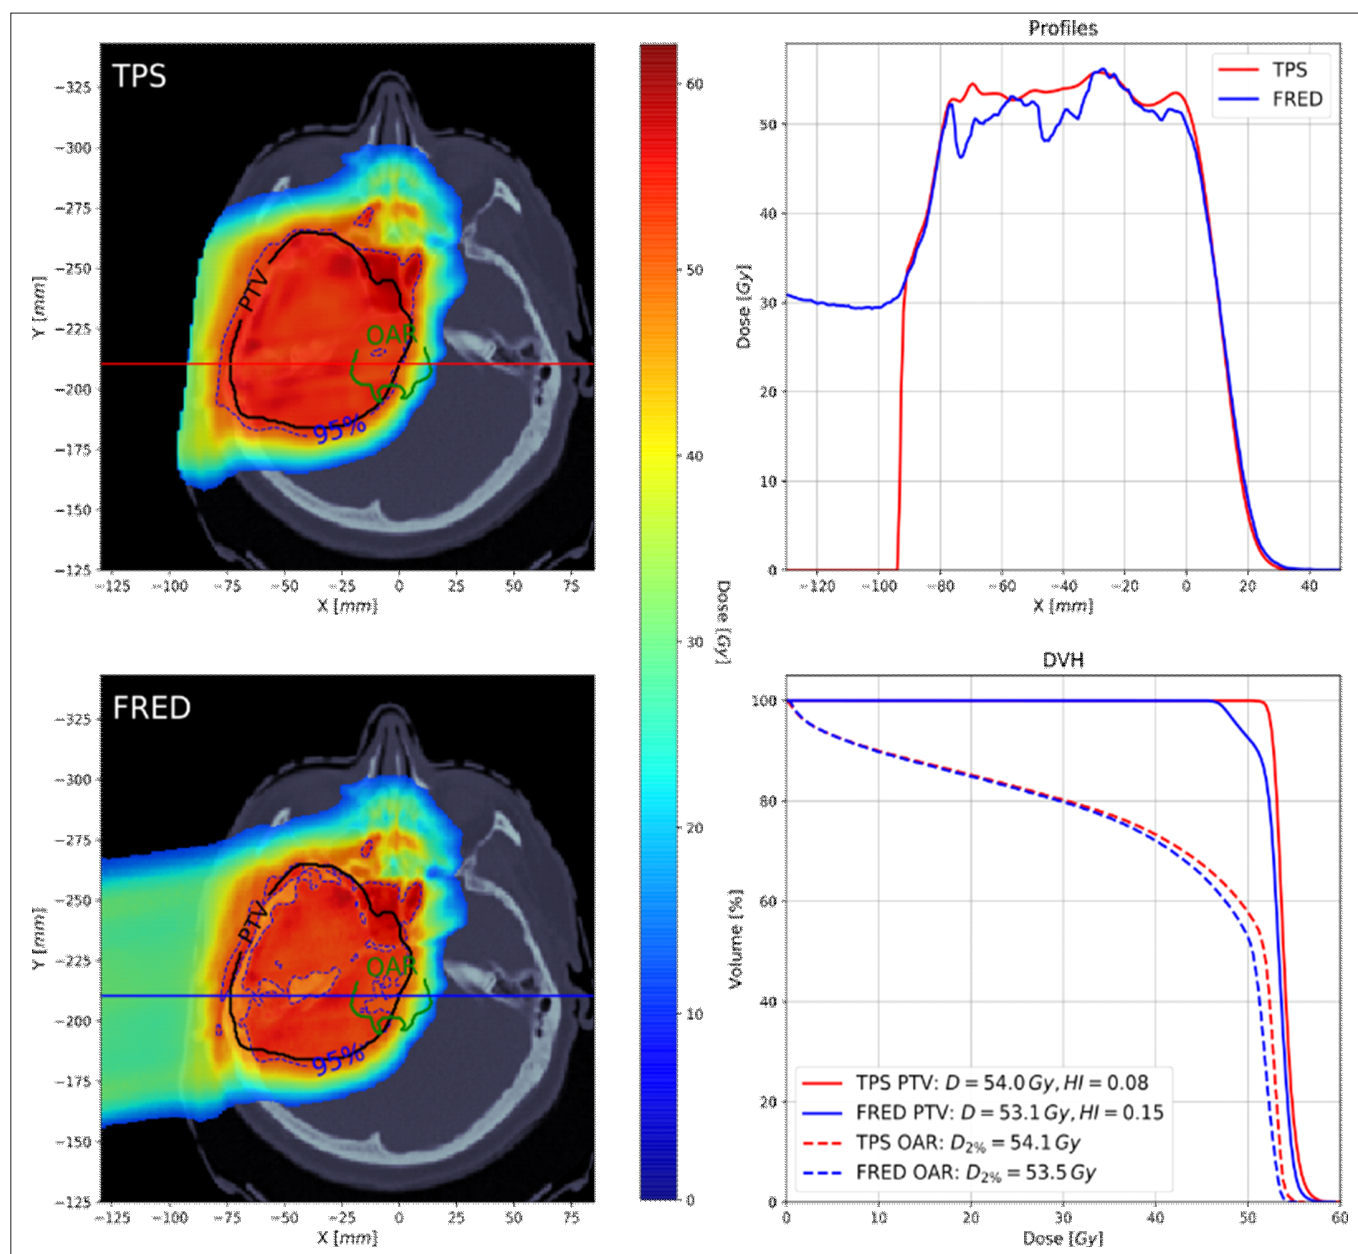 TPS
PTV
OAR
95%
−325
−300
−275
−250
−225
−200
−175
−150
−125
Y [mm]
−125 −100 −75 −50 −25 0 25 50 75
X [mm]
60
50
40
30
20
10
0
Dose [Gy]
Profiles
TPS
FRED
50
40
30
20
10
0
Dose [Gy]
−120 −100 −80 −60 −40 −20 0 20 40
X [mm]
FRED
PTV
OAR
95%
−325
−300
−275
−250
−225
−200
−175
−150
−125
Y [mm]
−125 −100 −75 −50 −25 0 25 50 75
X [mm]
DVH
100
80
60
40
20
0
Volume [%]
TPS PTV: D = 54.0 Gy, HI = 0.08
FRED PTV: D = 53.1 Gy, HI = 0.15
TPS OAR: D2% = 54.1 Gy
FRED OAR: D2% = 53.5 Gy
0 10 20 30 40 50 60
Dose [Gy]